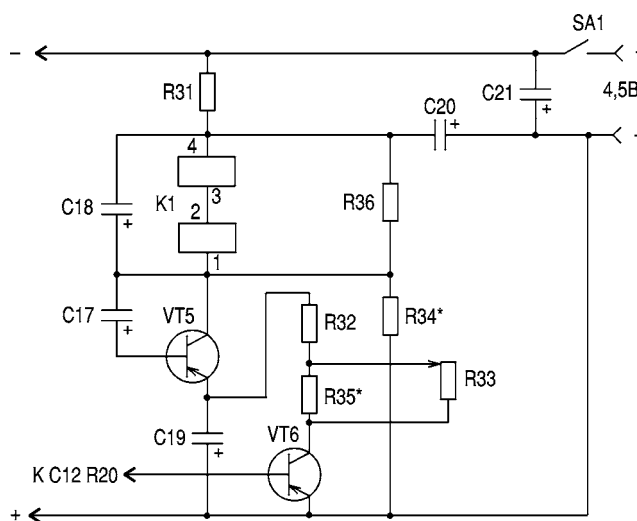 SA1
−
R31
C20
+
C21
+
4,5В
4
3
K1
2
1
C18
+
R36
C17
+
VT5
R32
R34*
R35*
R33
C19
+
VT6
К C12 R20
+